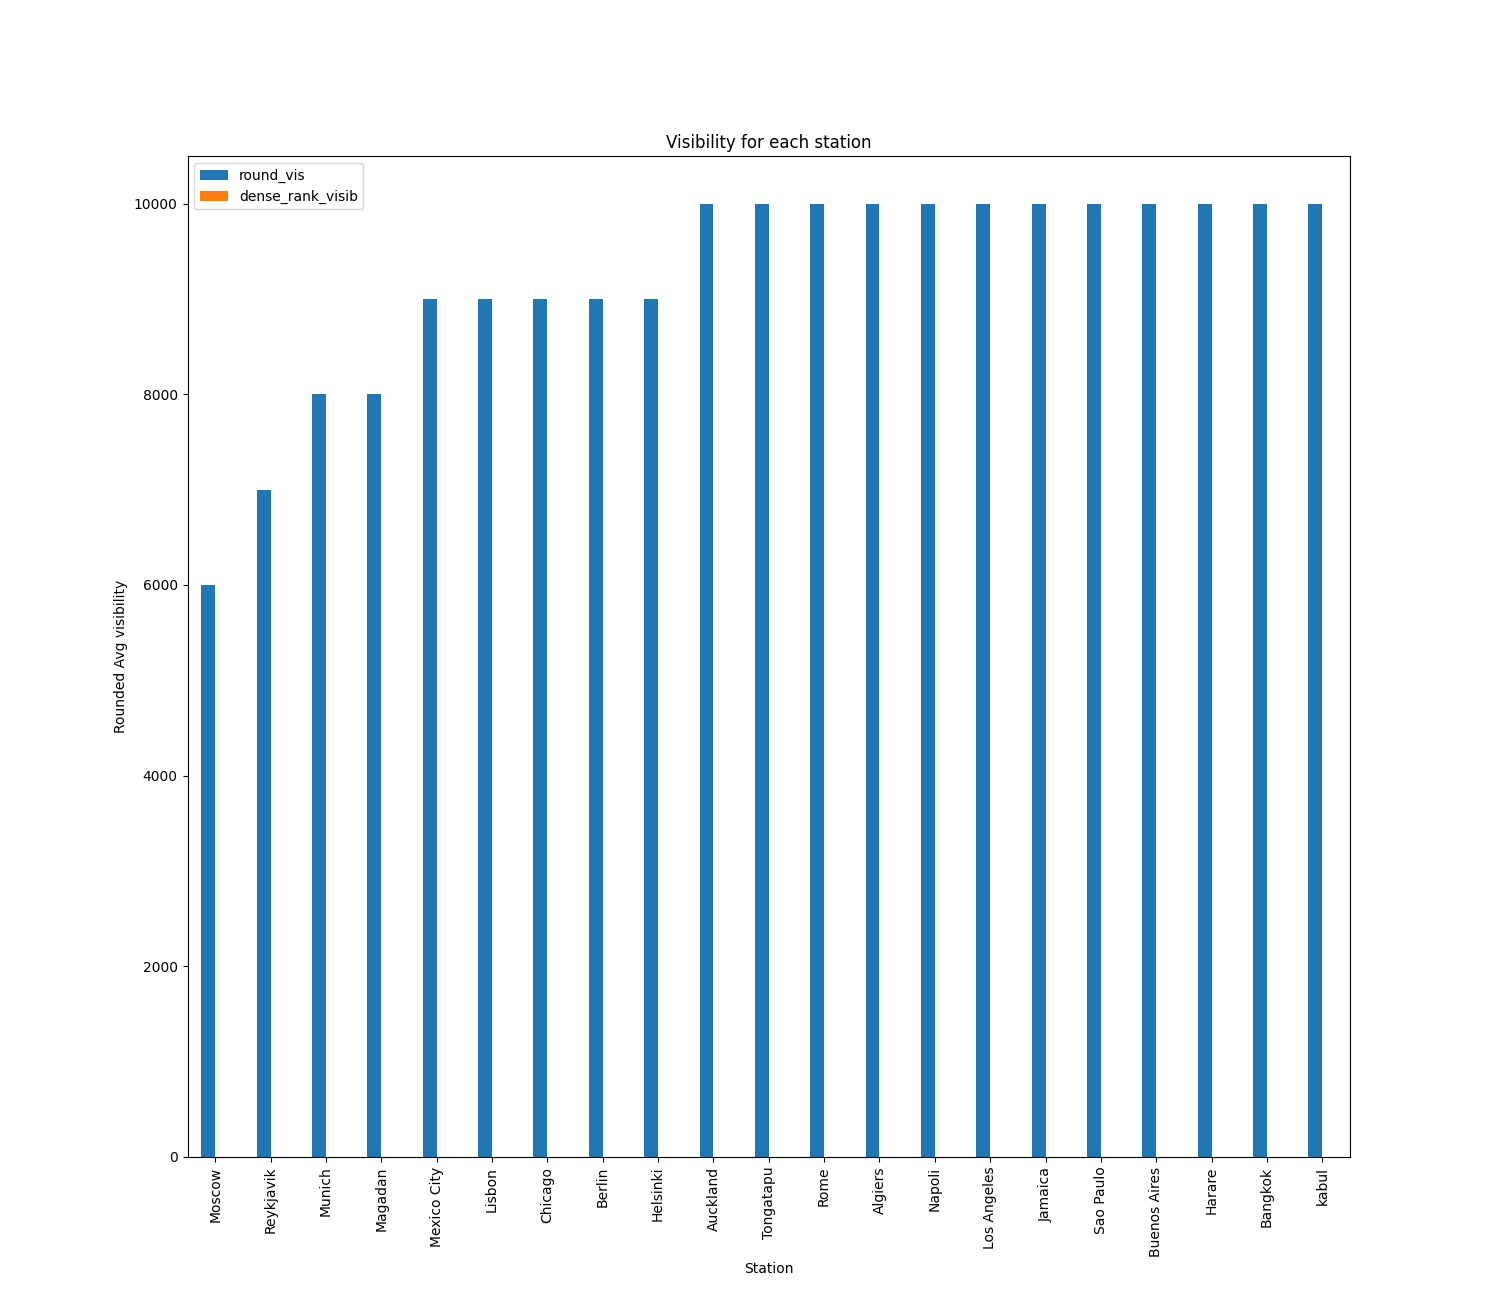 Visibility for each station
round_vis
dense_rank_visib
10000
8000
6000
4000
2000
0
Rounded Avg visibility
Moscow
Reykjavik
Munich
Magadan
Mexico City
Lisbon
Chicago
Berlin
Helsinki
Auckland
Tongatapu
Rome
Algiers
Napoli
Los Angeles
Jamaica
Sao Paulo
Buenos Aires
Harare
Bangkok
kabul
Station